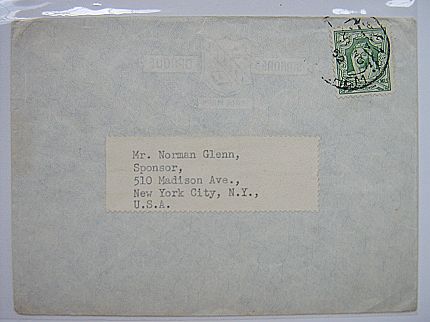 Mr. Norman Glenn,
Sponsor,
510 Madison Ave.,
New York City, N.Y.,
U.S.A.